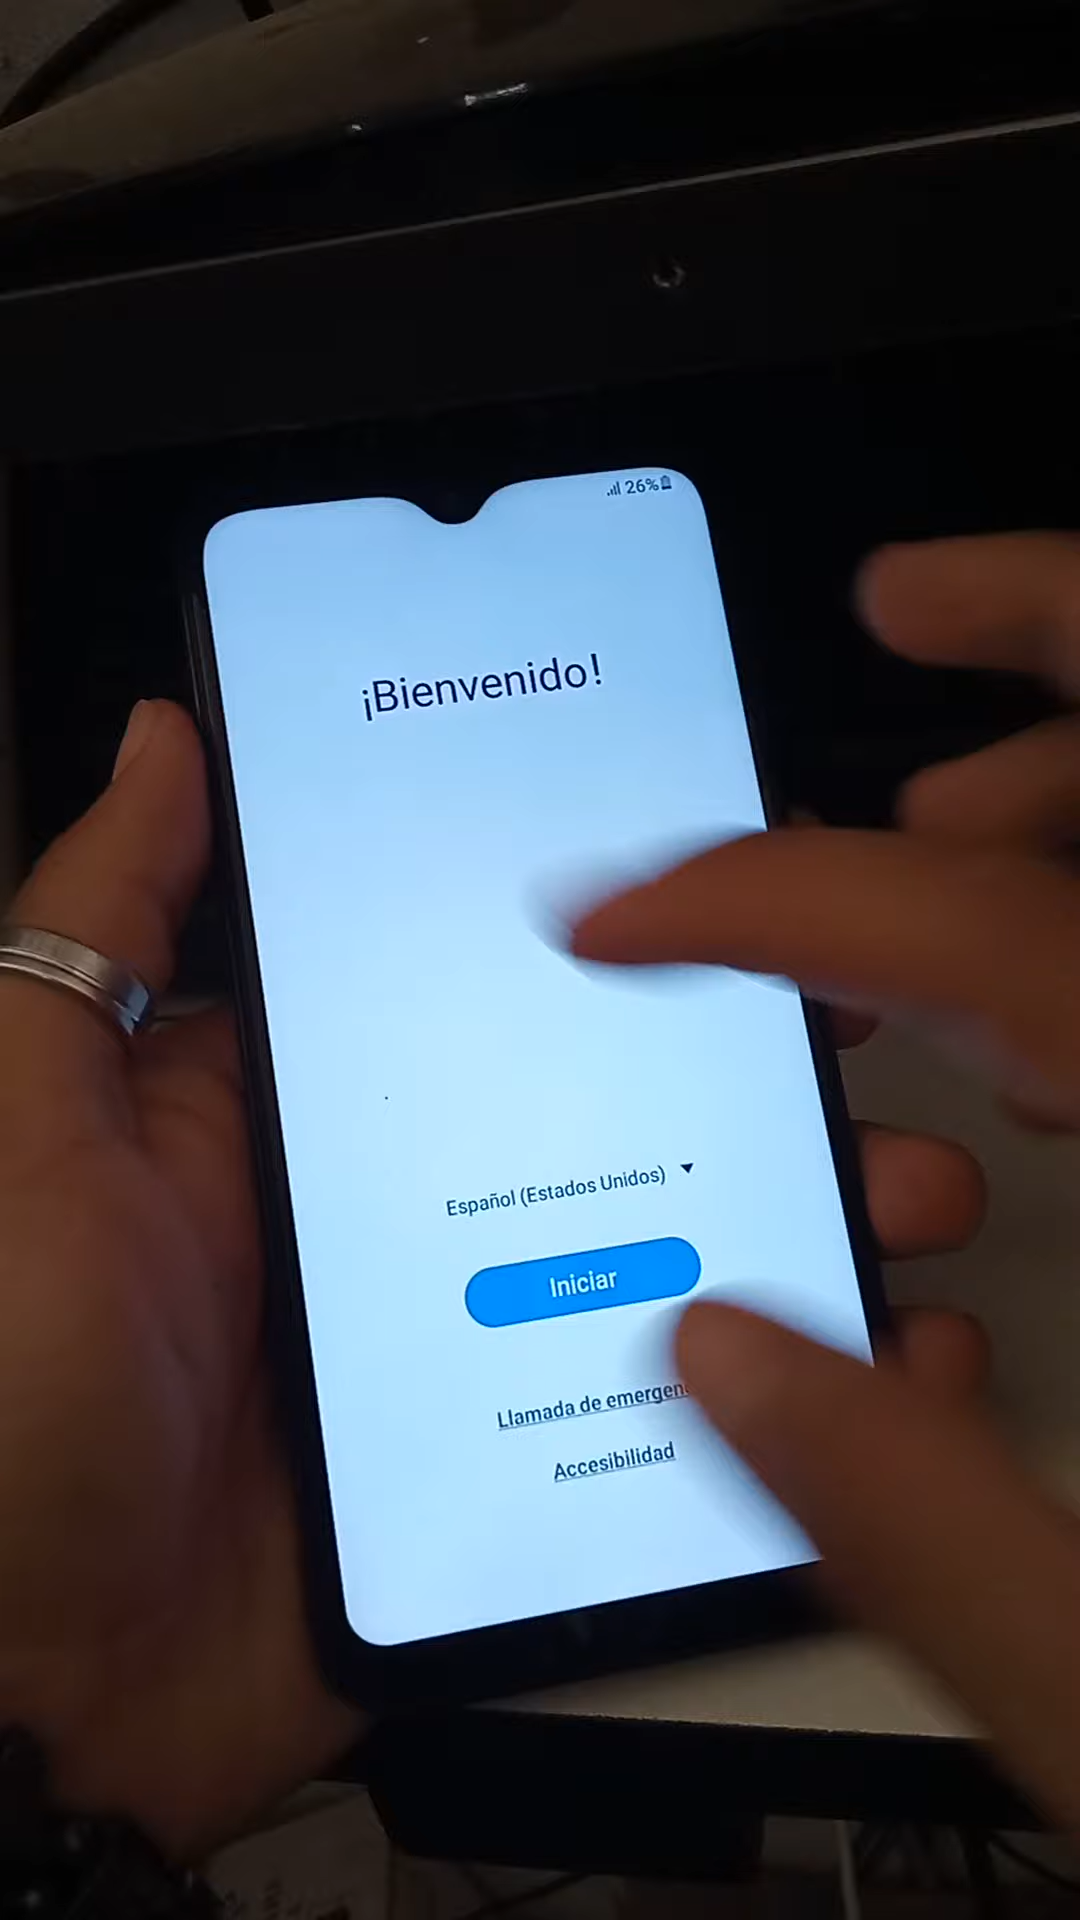 26%
¡Bienvenido!
Español (Estados Unidos)
Iniciar
Llamada de
Accesibilidad